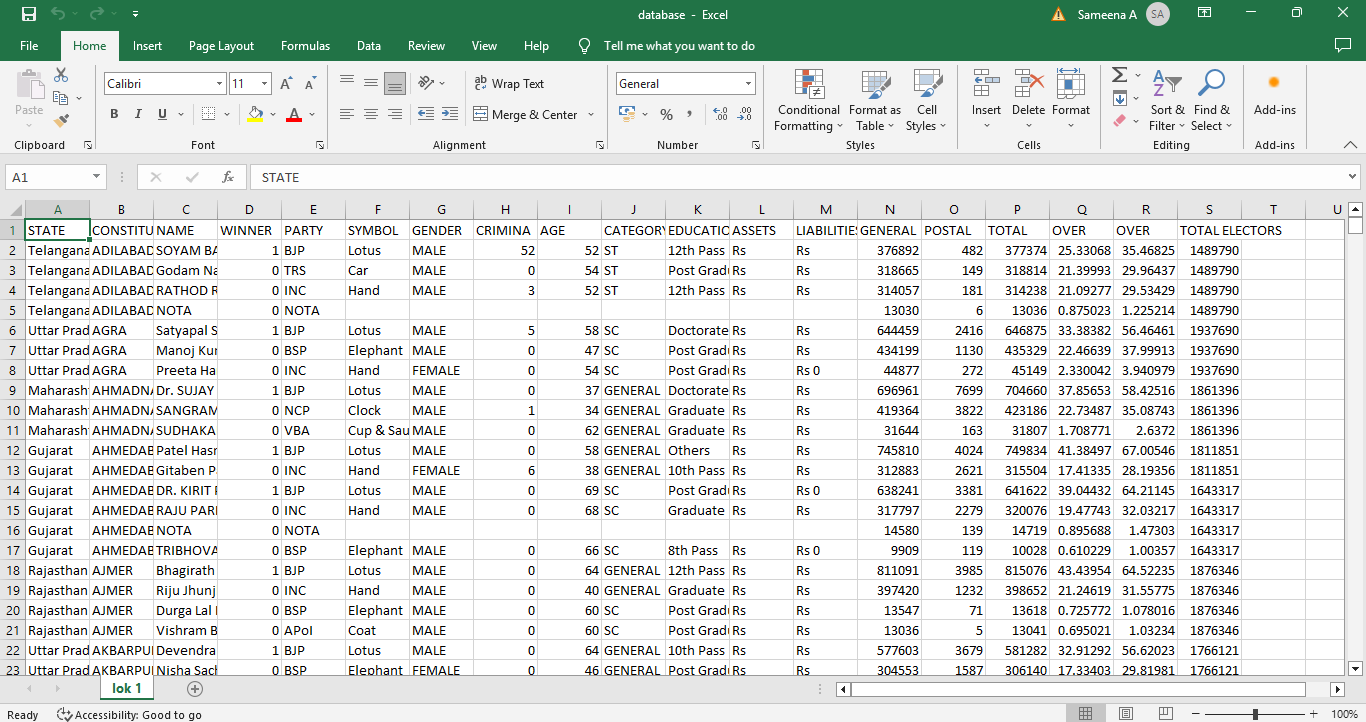 database - Excel
Sameena A
SA
File Home Insert Page Layout Formulas Data Review View Help Tell me what you want to do
Paste
Calibri 11
Wrap Text
General
Merge & Center
Conditional Formatting
Format as Table
Cell Styles
Insert Delete Format
Sort & Filter
Find & Select
Add-ins
Clipboard Font Alignment Number Styles Cells Editing Add-ins
A1 fx STATE
A B C D E F G H I J K L M N O P Q R S T U
1 STATE CONSTITU NAME WINNER PARTY SYMBOL GENDER CRIMINA AGE CATEGORY EDUCATIO ASSETS LIABILITIES GENERAL POSTAL TOTAL OVER OVER TOTAL ELECTORS
2 Telangana ADILABAD SOYAM BA 1 BJP Lotus MALE 52 52 ST 12th Pass Rs Rs 376892 482 377374 25.33068 35.46825 1489790
3 Telangana ADILABAD Godam Na 0 TRS Car MALE 0 54 ST Post Gradu Rs Rs 318665 149 318814 21.39993 29.96437 1489790
4 Telangana ADILABAD RATHOD R 0 INC Hand MALE 3 52 ST 12th Pass Rs Rs 314057 181 314238 21.09277 29.53429 1489790
5 Telangana ADILABAD NOTA 0 NOTA 13030 6 13036 0.875023 1.225214 1489790
6 Uttar Prad AGRA Satyapal S 1 BJP Lotus MALE 5 58 SC Doctorate Rs Rs 644459 2416 646875 33.38382 56.46461 1937690
7 Uttar Prad AGRA Manoj Kur 0 BSP Elephant MALE 0 47 SC Post Gradu Rs Rs 434199 1130 435329 22.46639 37.99913 1937690
8 Uttar Prad AGRA Preeta Ha 0 INC Hand FEMALE 0 54 SC Post Gradu Rs Rs 0 44877 272 45149 2.330042 3.940979 1937690
9 Maharash AHMADNA Dr. SUJAY 1 BJP Lotus MALE 0 37 GENERAL Doctorate Rs Rs 696961 7699 704660 37.85653 58.42516 1861396
10 Maharash AHMADNA SANGRAM 0 NCP Clock MALE 1 34 GENERAL Graduate Rs Rs 419364 3822 423186 22.73487 35.08743 1861396
11 Maharash AHMADNA SUDHAKA 0 VBA Cup & Sau MALE 0 62 GENERAL Graduate Rs Rs 31644 163 31807 1.708771 2.6372 1861396
12 Gujarat AHMEDAB Patel Hasm 1 BJP Lotus MALE 0 58 GENERAL Others Rs Rs 745810 4024 749834 41.38497 67.00546 1811851
13 Gujarat AHMEDAB Gitaben P 0 INC Hand FEMALE 6 38 GENERAL 10th Pass Rs Rs 312883 2621 315504 17.41335 28.19356 1811851
14 Gujarat AHMEDAB DR. KIRIT P 1 BJP Lotus MALE 0 69 SC Post Gradu Rs Rs 0 638241 3381 641622 39.04432 64.21145 1643317
15 Gujarat AHMEDAB RAJU PARI 0 INC Hand MALE 0 68 SC Graduate Rs Rs 317797 2279 320076 19.47743 32.03217 1643317
16 Gujarat AHMEDAB NOTA 0 NOTA 14580 139 14719 0.895688 1.47303 1643317
17 Gujarat AHMEDAB TRIBHOVA 0 BSP Elephant MALE 0 66 SC 8th Pass Rs Rs 0 9909 119 10028 0.610229 1.00357 1643317
18 Rajasthan AJMER Bhagirath 1 BJP Lotus MALE 0 64 GENERAL 12th Pass Rs Rs 811091 3985 815076 43.43954 64.52235 1876346
19 Rajasthan AJMER Riju Jhunj 0 INC Hand MALE 0 40 GENERAL Graduate Rs Rs 397420 1232 398652 21.24619 31.55775 1876346
20 Rajasthan AJMER Durga Lal 0 BSP Elephant MALE 0 60 SC Post Gradu Rs Rs 13547 71 13618 0.725772 1.078016 1876346
21 Rajasthan AJMER Vishram B 0 APoI Coat MALE 0 60 SC Post Gradu Rs Rs 13036 5 13041 0.695021 1.03234 1876346
22 Uttar Prad AKBARPUI Devendra 1 BJP Lotus MALE 0 64 GENERAL 10th Pass Rs Rs 577603 3679 581282 32.91292 56.62023 1766121
23 Uttar Prad AKBARPUI Nisha Sach 0 BSP Elephant FEMALE 0 46 GENERAL Post Gradu Rs Rs 304553 1587 306140 17.33403 29.81981 1766121
lok 1
Ready Accessibility: Good to go 100%